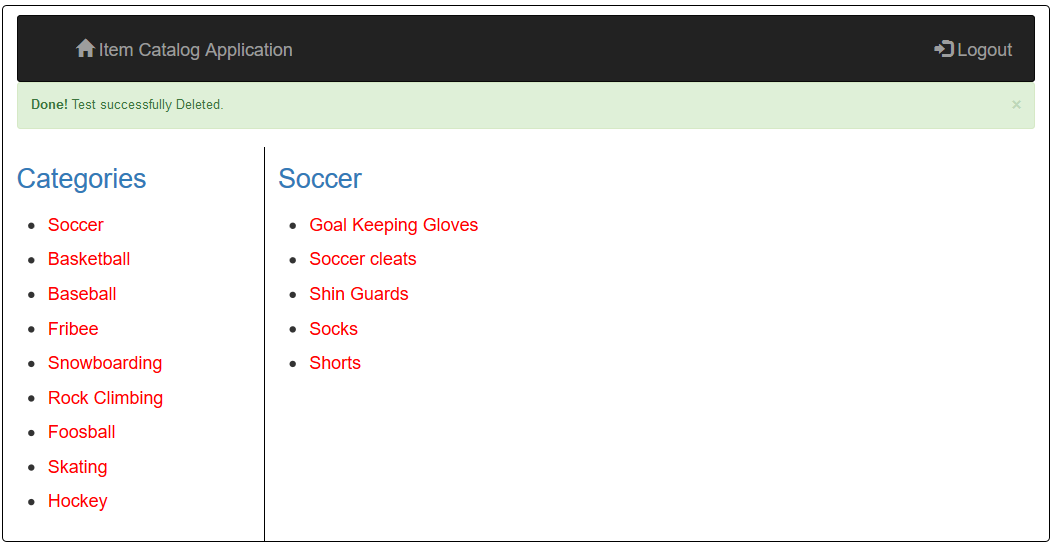 Item Catalog Application
Logout
Done! Test successfully Deleted.
×
Categories
Soccer
Basketball
Baseball
Fribee
Snowboarding
Rock Climbing
Foosball
Skating
Hockey
Soccer
Goal Keeping Gloves
Soccer cleats
Shin Guards
Socks
Shorts